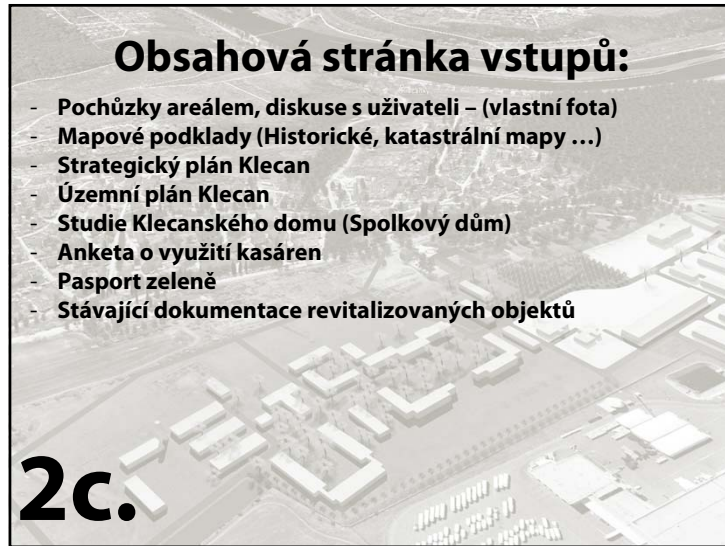 Obsahová stránka vstupů:
- Pochůzky areálem, diskuse s uživateli – (vlastní fota)
- Mapové podklady (Historické, katastrální mapy …)
- Strategický plán Klecan
- Územní plán Klecan
- Studie Klecanského domu (Spolkový dům)
- Anketa o využití kasáren
- Pasport zeleně
- Stávající dokumentace revitalizovaných objektů
2c.